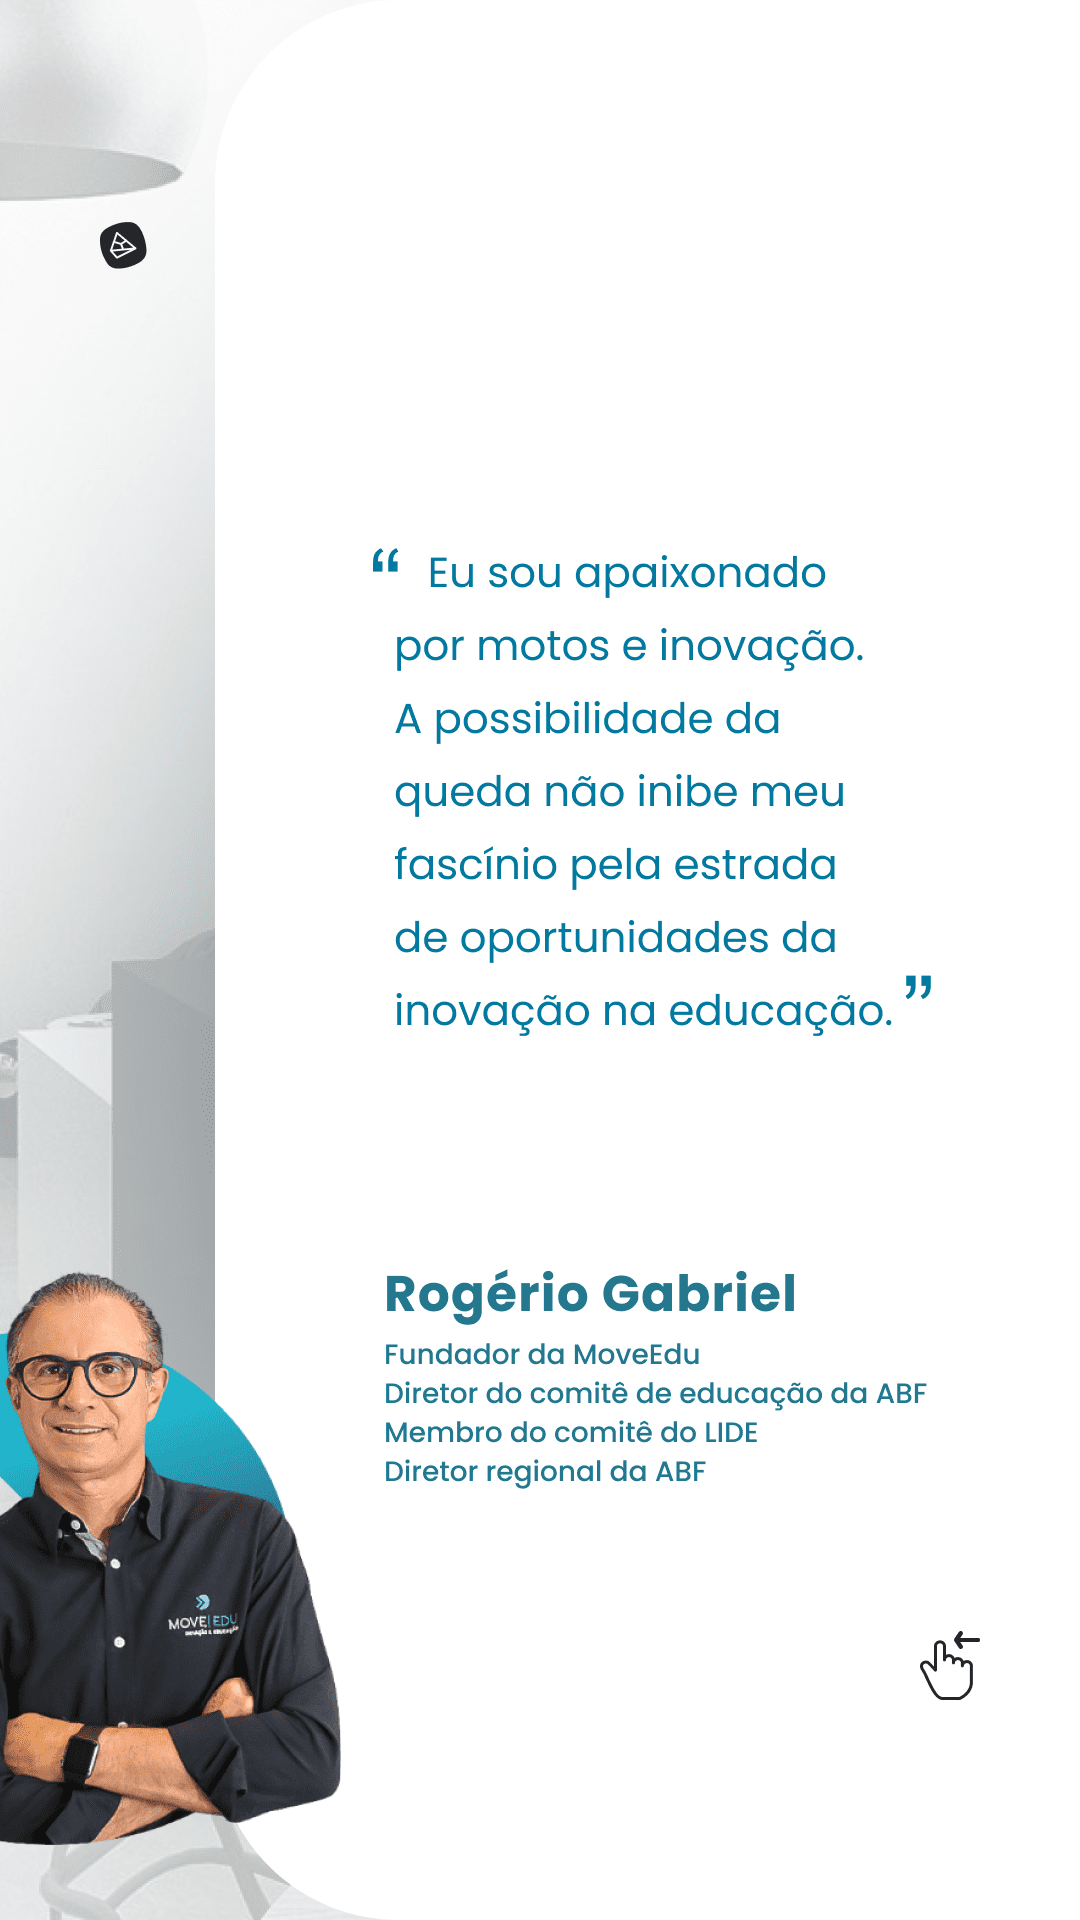 “ Eu sou apaixonado
por motos e inovação.
A possibilidade da
queda não inibe meu
fascínio pela estrada
de oportunidades da
inovação na educação. ”
Rogério Gabriel
Fundador da MoveEdu
Diretor do comitê de educação da ABF
Membro do comitê do LIDE
Diretor regional da ABF
MOVE|EDU
inovação e educação